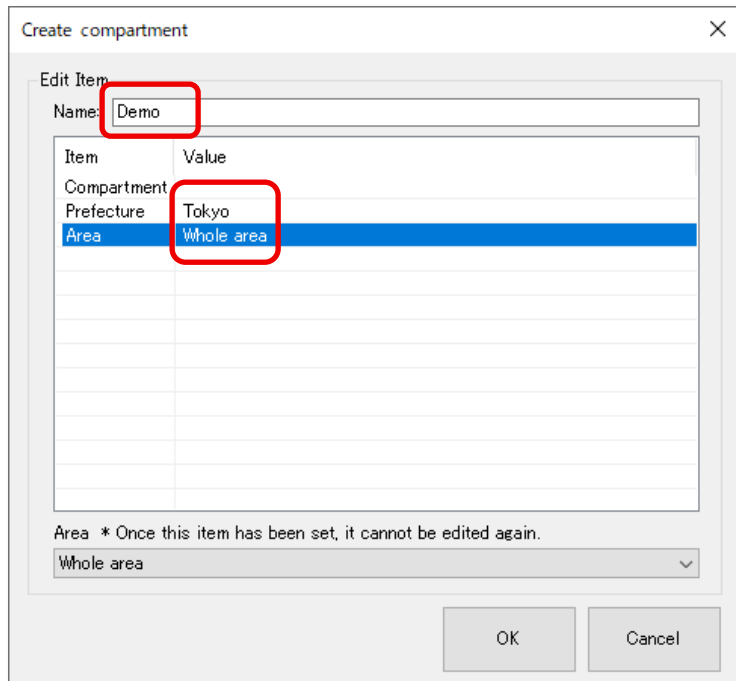 Create compartment
Edit Item
Name: Demo
Item Value
Compartment
Prefecture Tokyo
Area Whole area
Area * Once this item has been set, it cannot be edited again.
Whole area
OK Cancel